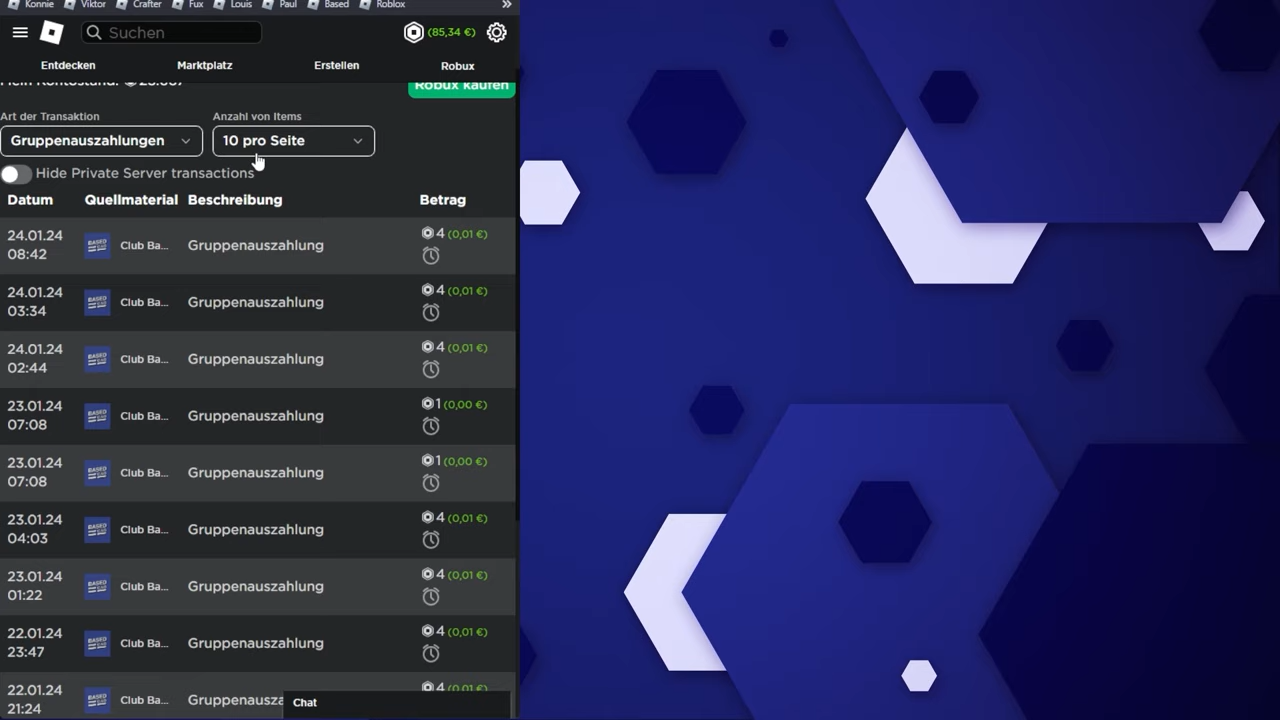 Konnie Viktor Crafter Fux Louis Paul Based Roblox »
Suchen (85,34 €)
Entdecken Marktplatz Erstellen Robux
Mein Kontostand: Robux kaufen
Art der Transaktion Anzahl von Items
Gruppenauszahlungen 10 pro Seite
Hide Private Server transactions
Datum Quellmaterial Beschreibung Betrag
24.01.24 08:42 Club Ba... Gruppenauszahlung 4 (0,01 €)
24.01.24 03:34 Club Ba... Gruppenauszahlung 4 (0,01 €)
24.01.24 02:44 Club Ba... Gruppenauszahlung 4 (0,01 €)
23.01.24 07:08 Club Ba... Gruppenauszahlung 1 (0,00 €)
23.01.24 07:08 Club Ba... Gruppenauszahlung 1 (0,00 €)
23.01.24 04:03 Club Ba... Gruppenauszahlung 4 (0,01 €)
23.01.24 01:22 Club Ba... Gruppenauszahlung 4 (0,01 €)
22.01.24 23:47 Club Ba... Gruppenauszahlung 4 (0,01 €)
22.01.24 21:24 Club Ba... Gruppenausza 4 (0,01 €)
Chat